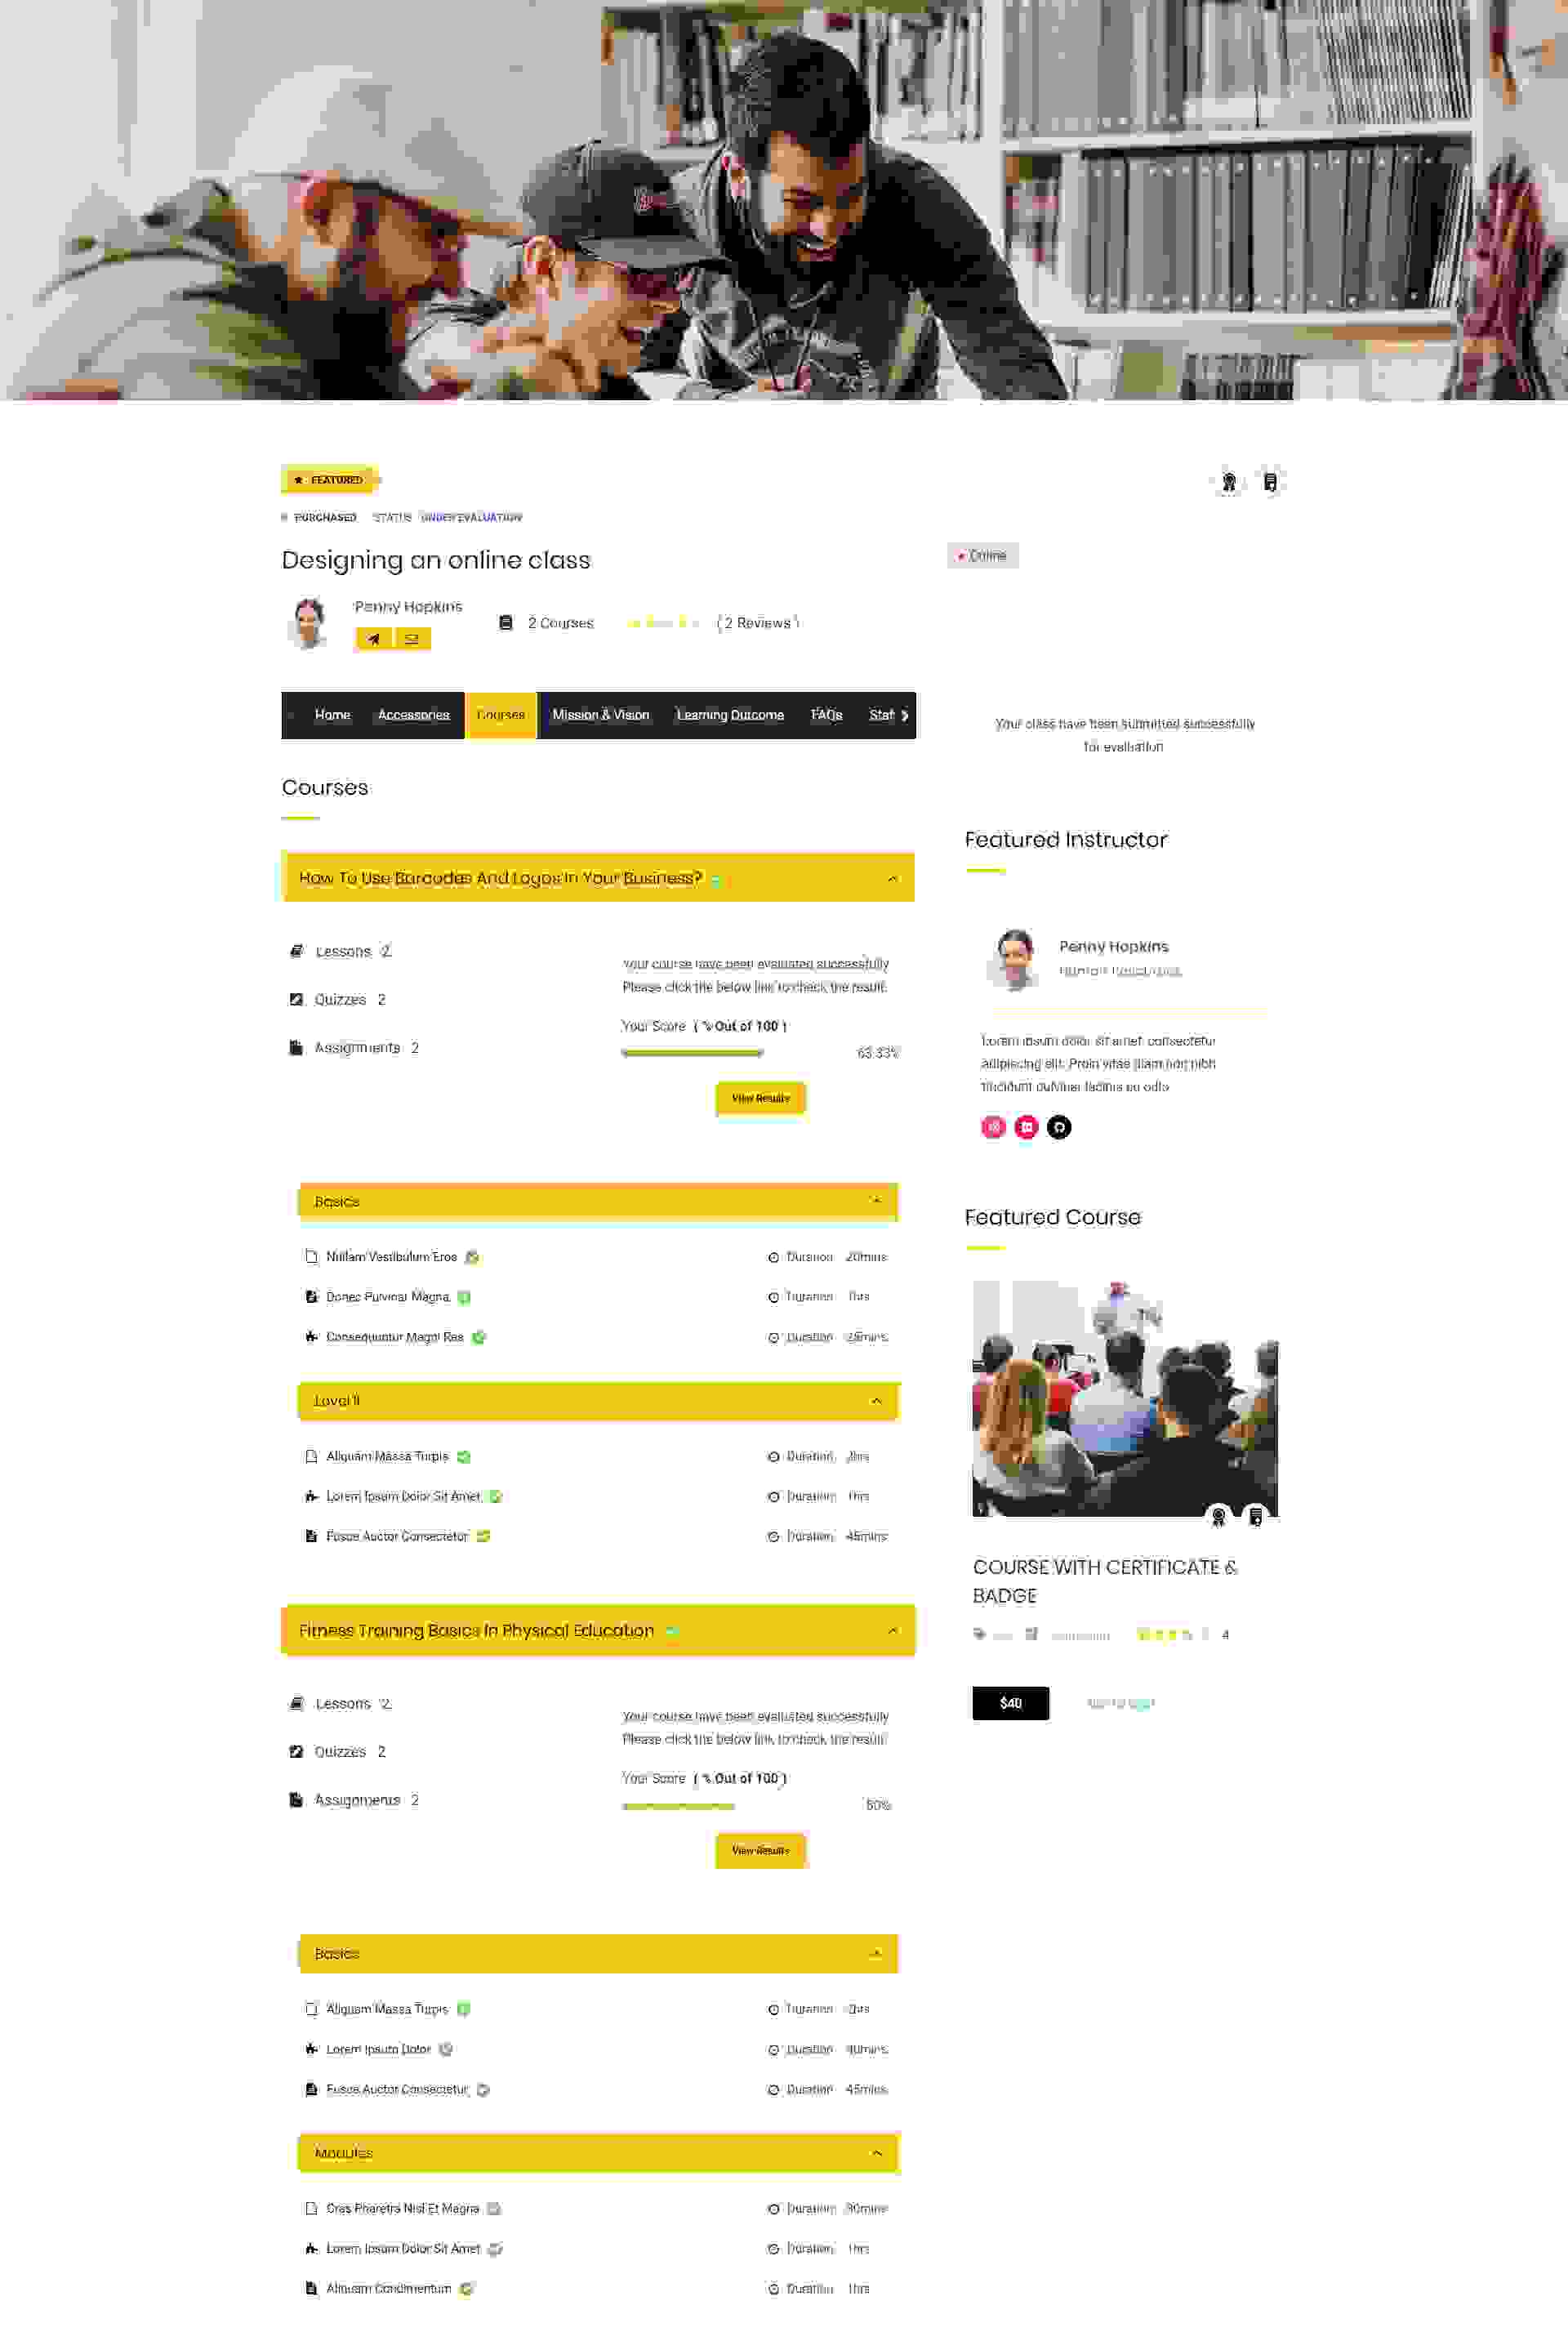 FEATURED
PURCHASED STATUS UNDER EVALUATION
Designing an online class
Online
Penny Hopkins
2 Courses
( 2 Reviews )
Home Accessories Courses Mission & Vision Learning Outcome FAQs Staf
Your class have been submitted successfully
for evaluation
Courses
How To Use Barcodes And Logos In Your Business?
Lessons 2
Quizzes 2
Assignments 2
Your course have been evaluated successfully
Please click the below link to check the result.
Your Score ( % Out of 100 )
63.33%
View Results
Basics
Nullam Vestibulum Eros Duration 20mins
Donec Pulvinar Magna Duration 1hrs
Consequuntur Magni Res Duration
Level II
Aliquam Massa Turpis Duration 2hrs
Lorem Ipsum Dolor Sit Amet Duration 1hrs
Fusce Auctor Consectetur Duration 45mins
Fitness Training Basics In Physical Education
Lessons 2
Quizzes 2
Assignments 2
Your course have been evaluated successfully
Please click the below link to check the result.
Your Score ( % Out of 100 )
50%
View Results
Basics
Aliquam Massa Turpis Duration 2hrs
Lorem Ipsum Dolor Duration
Fusce Auctor Consectetur Duration 45mins
Modules
Cras Pharetra Nisl Et Magna Duration
Lorem Ipsum Dolor Sit Amet Duration 1hrs
Aliquam Condimentum Duration 1hrs
Featured Instructor
Penny Hopkins
Lorem ipsum dolor sit amet, consectetur
adipiscing elit. Proin vitae diam non nibh
tincidunt pulvinar lacinia eu odio
Featured Course
COURSE WITH CERTIFICATE &
BADGE
4
$40